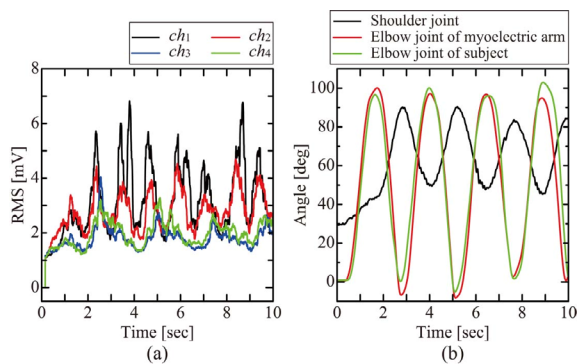 ch1 ch2
ch3 ch4
8
6
4
2
0
RMS [mV]
0 2 4 6 8 10
Time [sec]
(a)
Shoulder joint
Elbow joint of myoelectric arm
Elbow joint of subject
100
80
60
40
20
0
Angle [deg]
0 2 4 6 8 10
Time [sec]
(b)